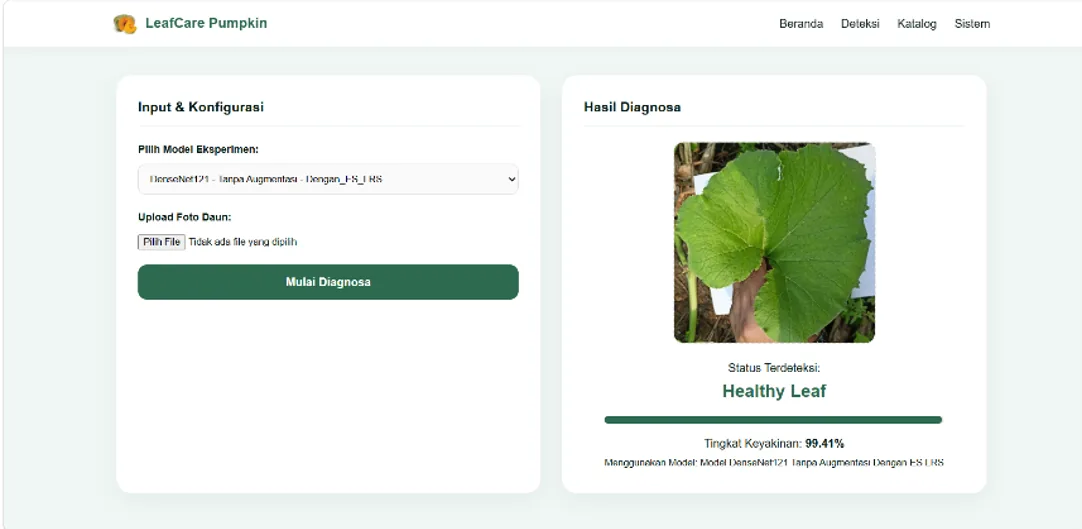 LeafCare Pumpkin
Beranda Deteksi Katalog Sistem
Input & Konfigurasi
Pilih Model Eksperimen:
DenseNet121 - Tanpa Augmentasi - Dengan_ES_LRS
Upload Foto Daun:
Pilih File Tidak ada file yang dipilih
Mulai Diagnosa
Hasil Diagnosa
Status Terdeteksi:
Healthy Leaf
Tingkat Keyakinan: 99.41%
Menggunakan Model: Model DenseNet121 Tanpa Augmentasi Dengan ES LRS